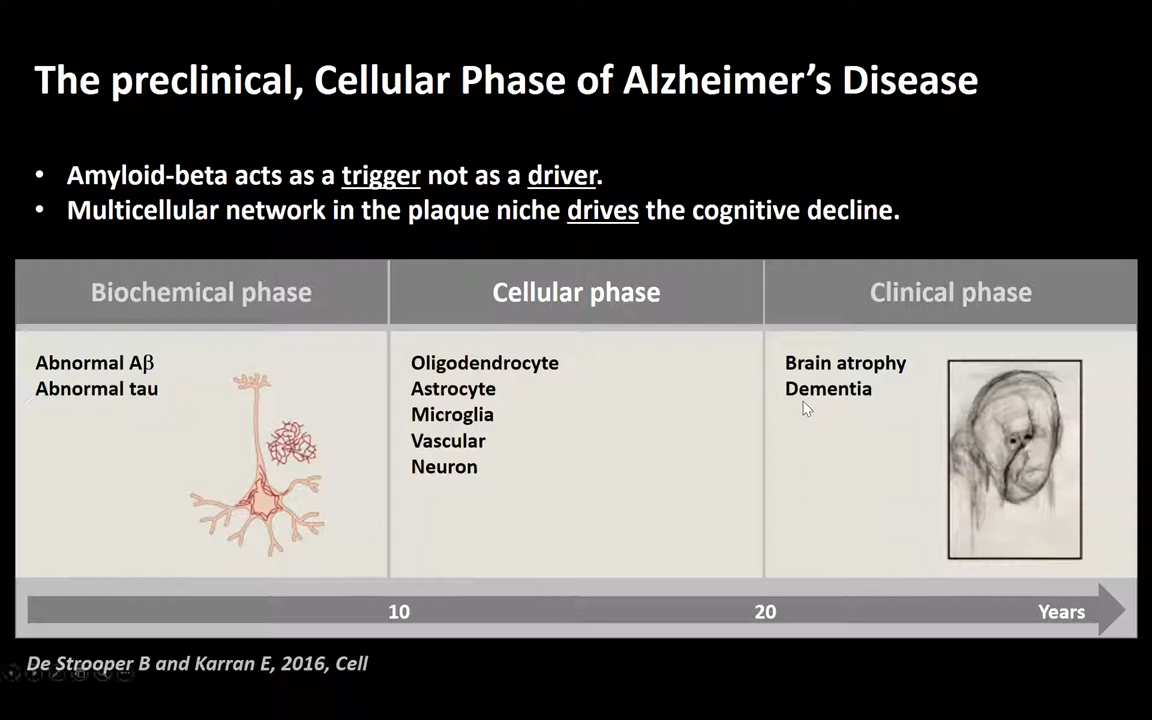 The preclinical, Cellular Phase of Alzheimer’s Disease
• Amyloid-beta acts as a trigger not as a driver.
• Multicellular network in the plaque niche drives the cognitive decline.
Biochemical phase
Cellular phase
Clinical phase
Abnormal Aβ
Abnormal tau
Oligodendrocyte
Astrocyte
Microglia
Vascular
Neuron
Brain atrophy
Dementia
10
20
Years
De Strooper B and Karran E, 2016, Cell